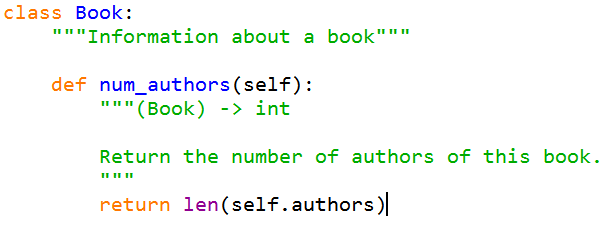 class Book:
    """Information about a book"""

    def num_authors(self):
        """(Book) -> int

        Return the number of authors of this book.
        """
        return len(self.authors)